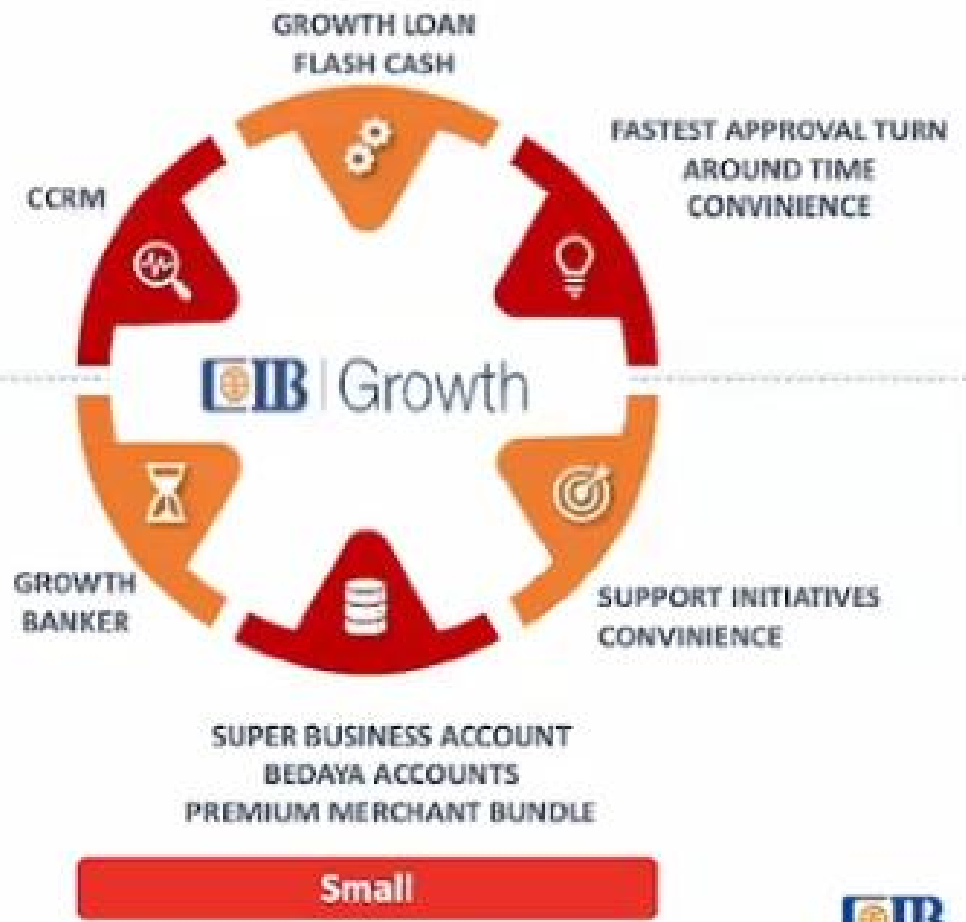 GROWTH LOAN
FLASH CASH
FASTEST APPROVAL TURN
AROUND TIME
CONVINIENCE
CCRM
CIB | Growth
GROWTH
BANKER
SUPPORT INITIATIVES
CONVINIENCE
SUPER BUSINESS ACCOUNT
BEDAYA ACCOUNTS
PREMIUM MERCHANT BUNDLE
Small
CIB